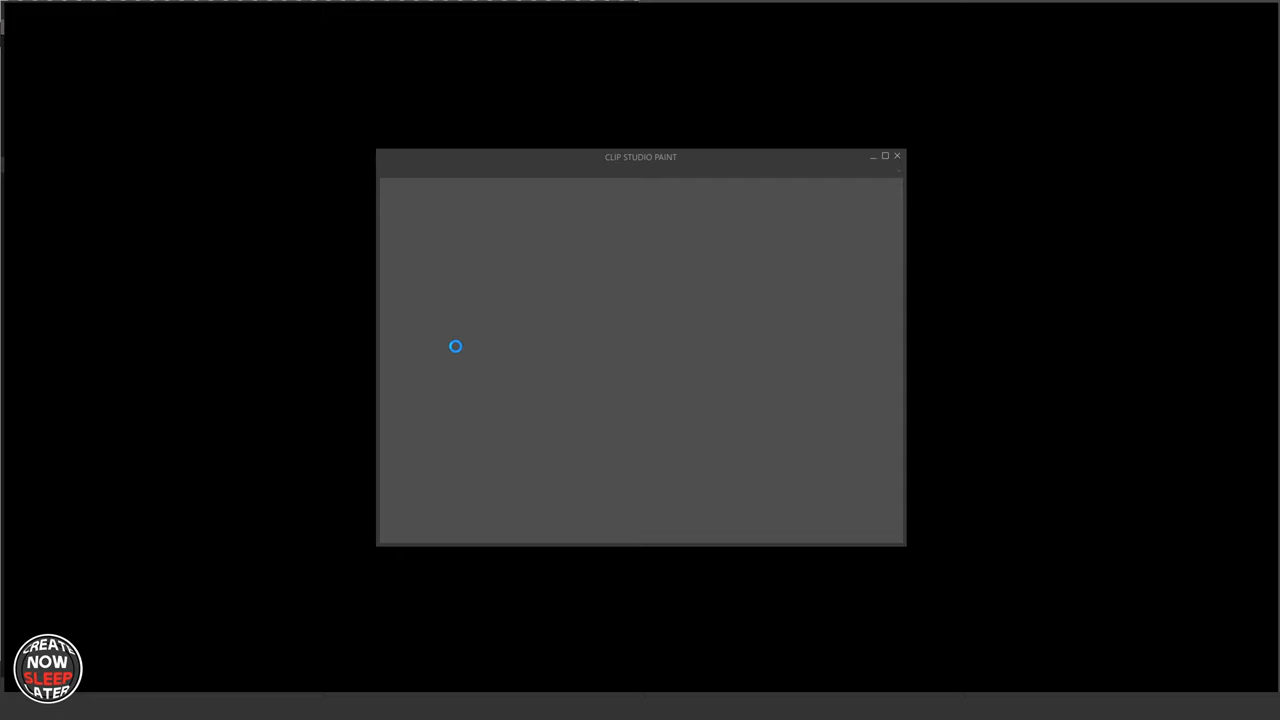 CLIP STUDIO PAINT
CREATE
NOW
SLEEP
LATER